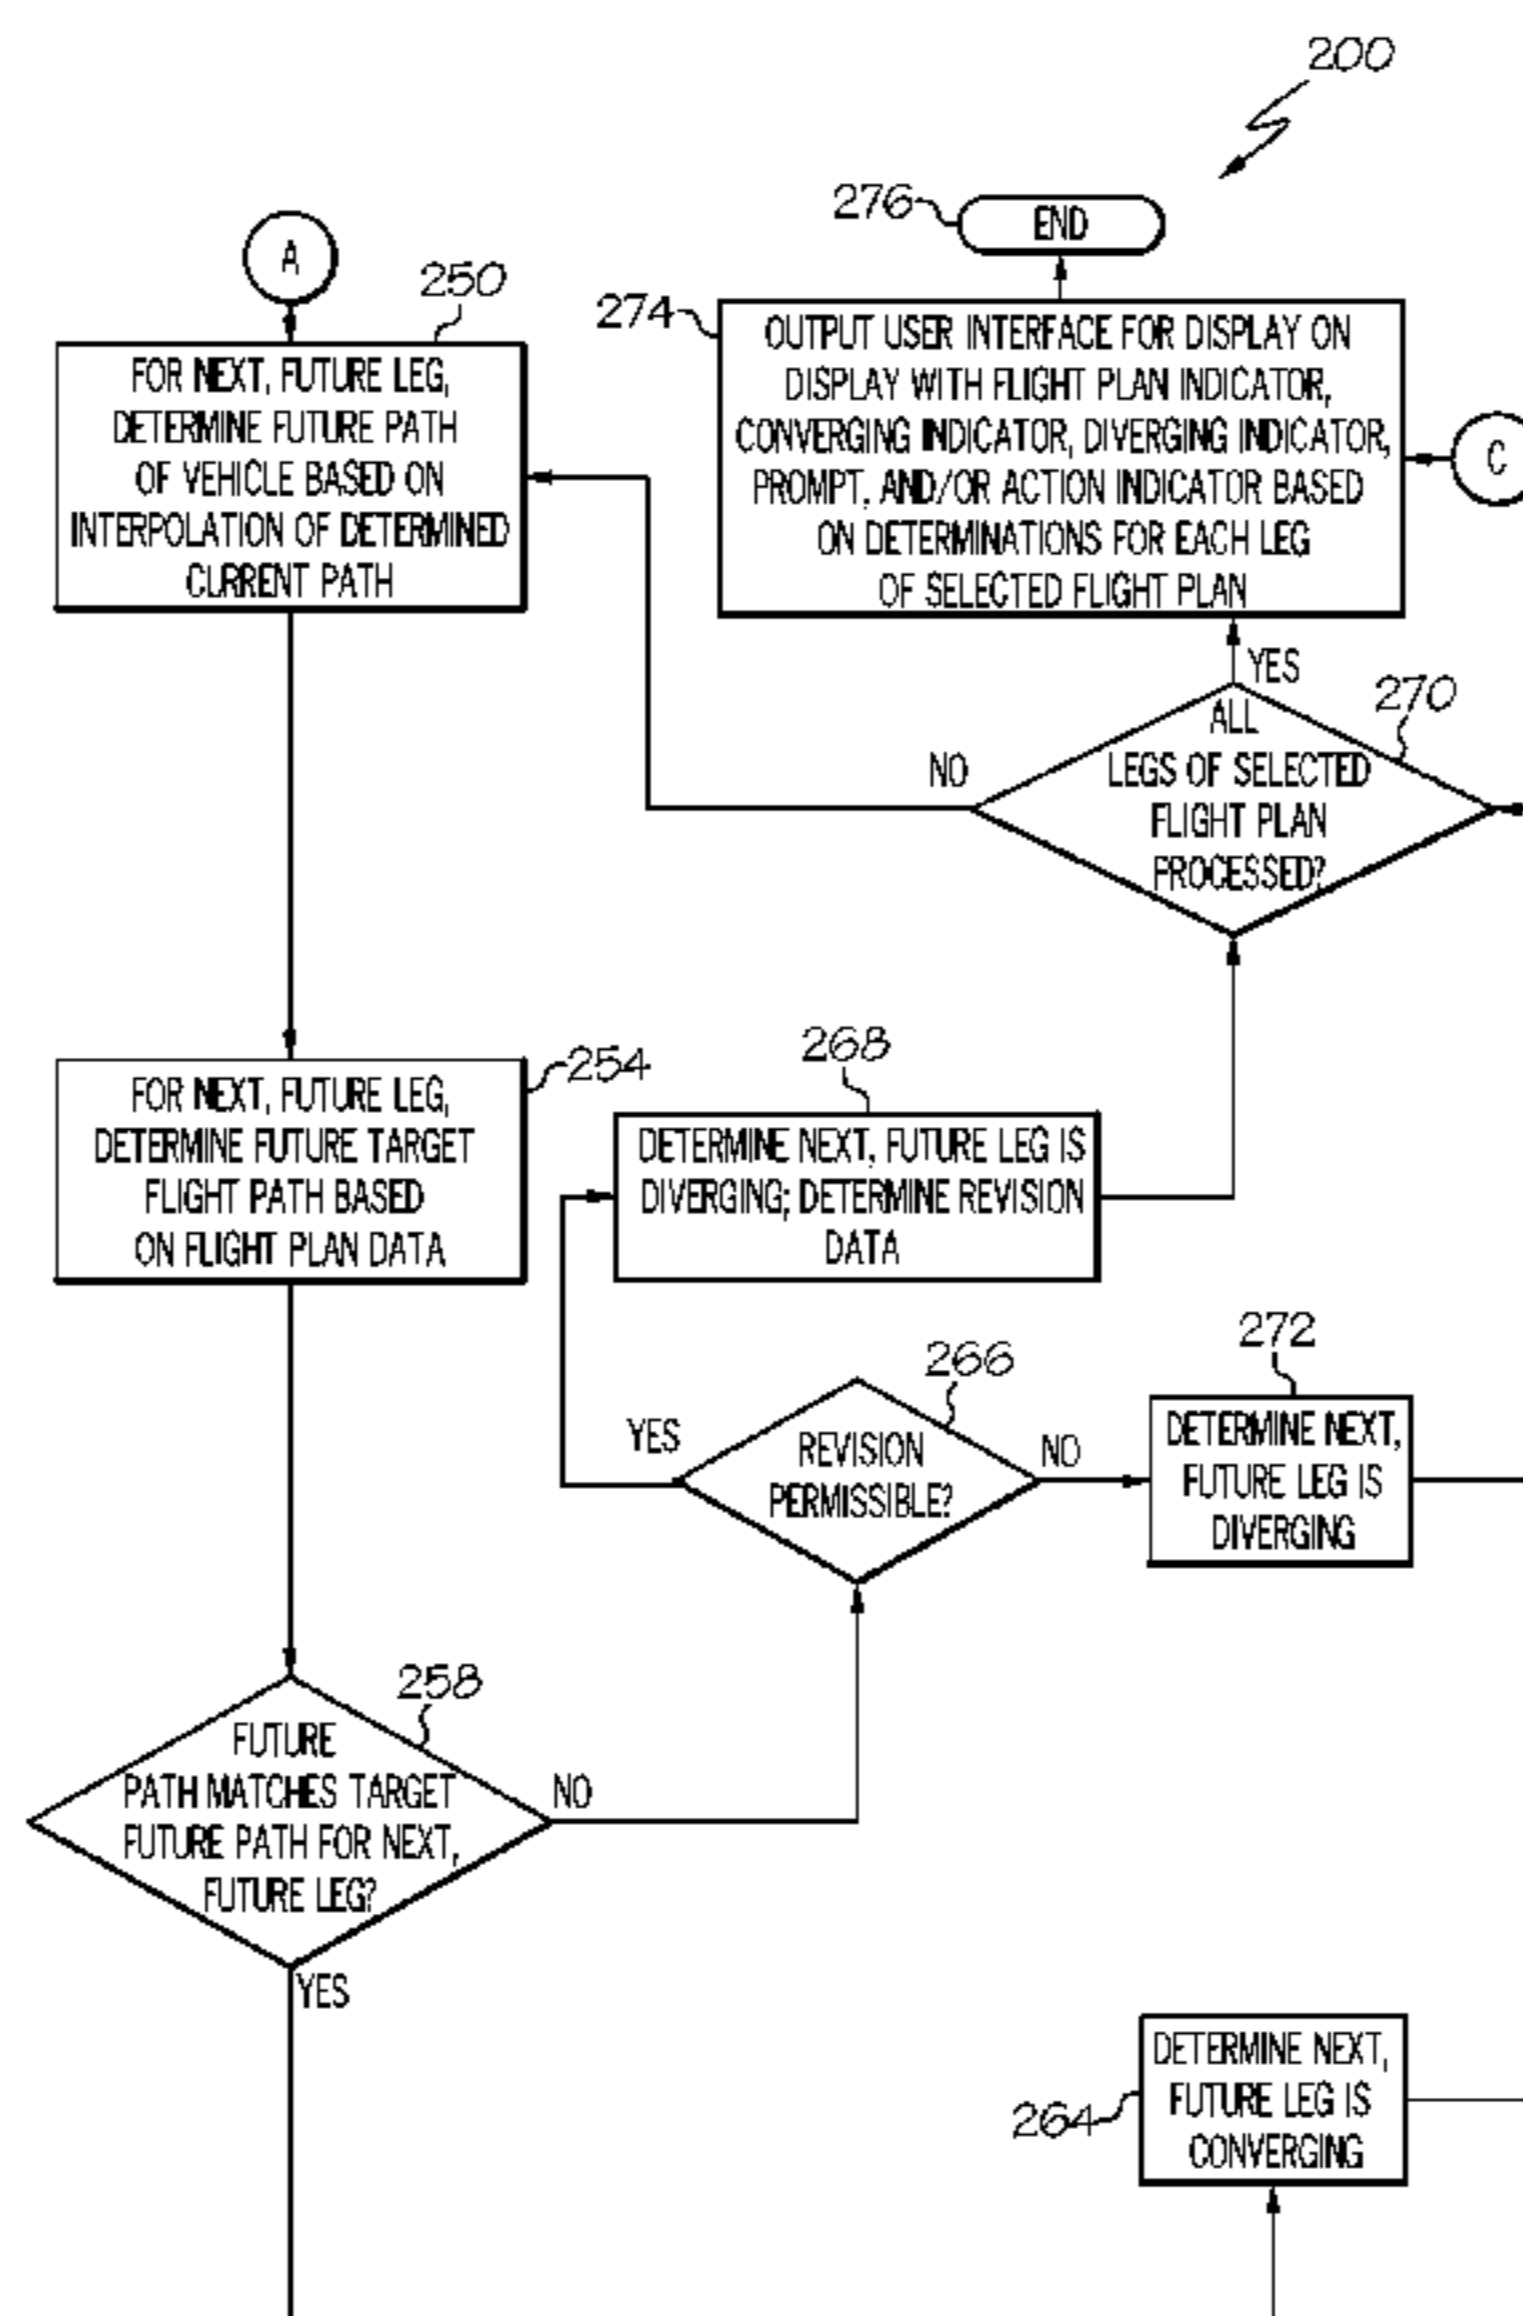 200
276
END
A
250
FOR NEXT, FUTURE LEG,
DETERMINE FUTURE PATH
OF VEHICLE BASED ON
INTERPOLATION OF DETERMINED
CURRENT PATH
274
OUTPUT USER INTERFACE FOR DISPLAY ON
DISPLAY WITH FLIGHT PLAN INDICATOR,
CONVERGING INDICATOR, DIVERGING INDICATOR,
PROMPT, AND/OR ACTION INDICATOR BASED
ON DETERMINATIONS FOR EACH LEG
OF SELECTED FLIGHT PLAN
C
YES
270
ALL
LEGS OF SELECTED
FLIGHT PLAN
PROCESSED?
NO
254
FOR NEXT, FUTURE LEG,
DETERMINE FUTURE TARGET
FLIGHT PATH BASED
ON FLIGHT PLAN DATA
268
DETERMINE NEXT, FUTURE LEG IS
DIVERGING; DETERMINE REVISION
DATA
266
YES
REVISION
PERMISSIBLE?
NO
272
DETERMINE NEXT,
FUTURE LEG IS
DIVERGING
258
FUTURE
PATH MATCHES TARGET
FUTURE PATH FOR NEXT,
FUTURE LEG?
NO
YES
264
DETERMINE NEXT,
FUTURE LEG IS
CONVERGING